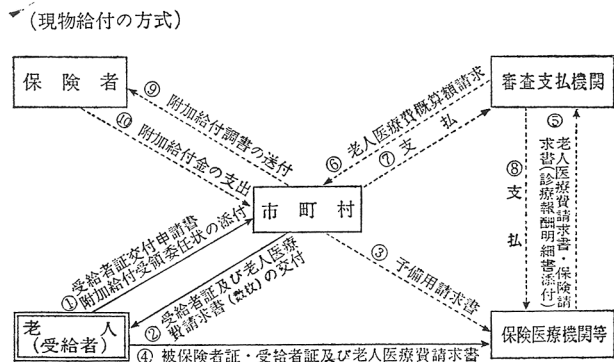 (現物給付の方式)
保険者
審査支払機関
⑨ 附加給付調書の送付
⑩ 附加給付金の支出
⑥ 老人医療費概算額請求
⑦ 支払
⑧ 支払
⑤ 老人医療費請求書・保険請
求書(診療報酬明細書添付)
市町村
① 受給者証交付申請書
附加給付受領委任状の添付
② 受給者証及び老人医療
費請求書(数枚)の交付
③ 予備用請求書
老人
(受給者)
保険医療機関等
④ 被保険者証・受給者証及び老人医療費請求書